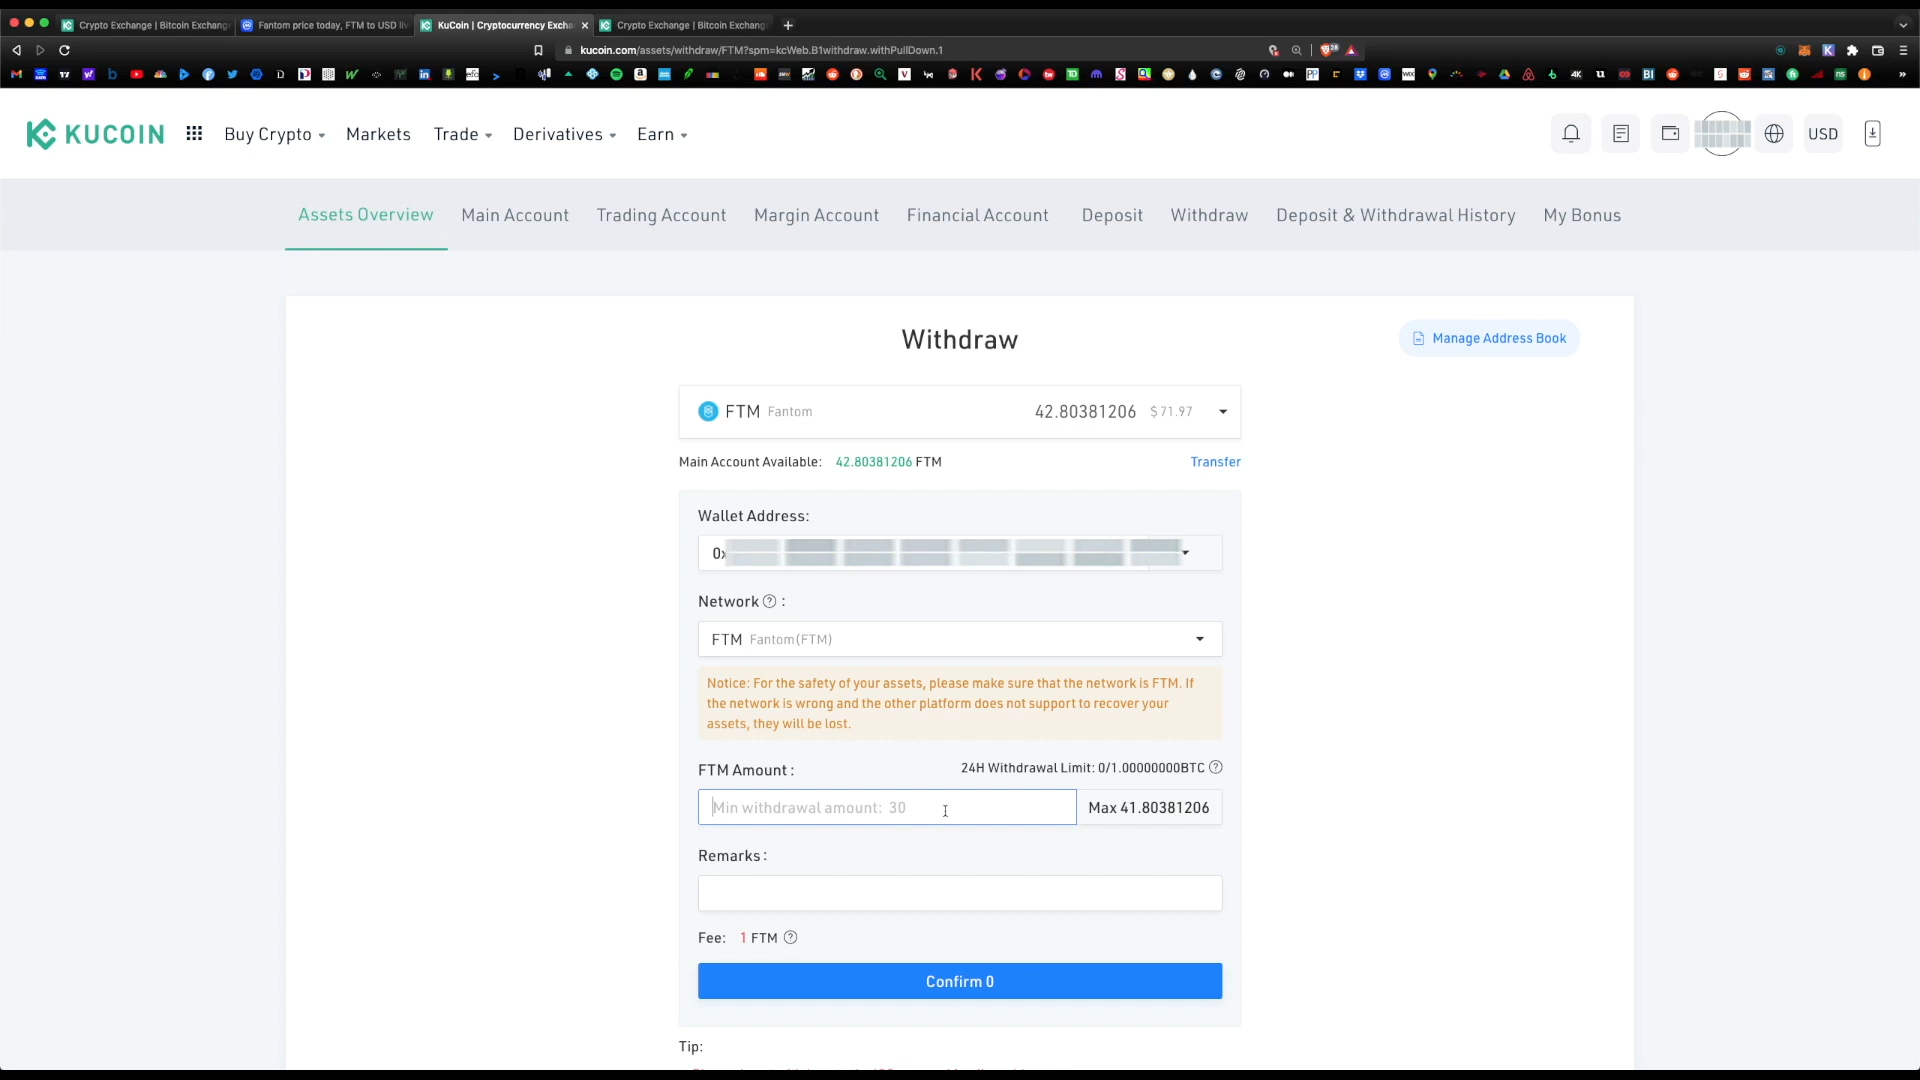 Crypto Exchange | Bitcoin Exchang
Fantom price today, FTM to USD li
KuCoin | Cryptocurrency Excha
Crypto Exchange | Bitcoin Exchang
kucoin.com/assets/withdraw/FTM?spm=kcWeb.B1withdraw.withPullDown.1
KUCOIN
Buy Crypto
Markets
Trade
Derivatives
Earn
USD
Assets Overview
Main Account
Trading Account
Margin Account
Financial Account
Deposit
Withdraw
Deposit & Withdrawal History
My Bonus
Withdraw
Manage Address Book
FTM Fantom 42.80381206 $71.97
Main Account Available: 42.80381206 FTM Transfer
Wallet Address:
0x
Network ? :
FTM Fantom(FTM)
Notice: For the safety of your assets, please make sure that the network is FTM. If
the network is wrong and the other platform does not support to recover your
assets, they will be lost.
FTM Amount : 24H Withdrawal Limit: 0/1.00000000BTC ?
Min withdrawal amount: 30 Max 41.80381206
Remarks :
Fee: 1 FTM ?
Confirm 0
Tip: